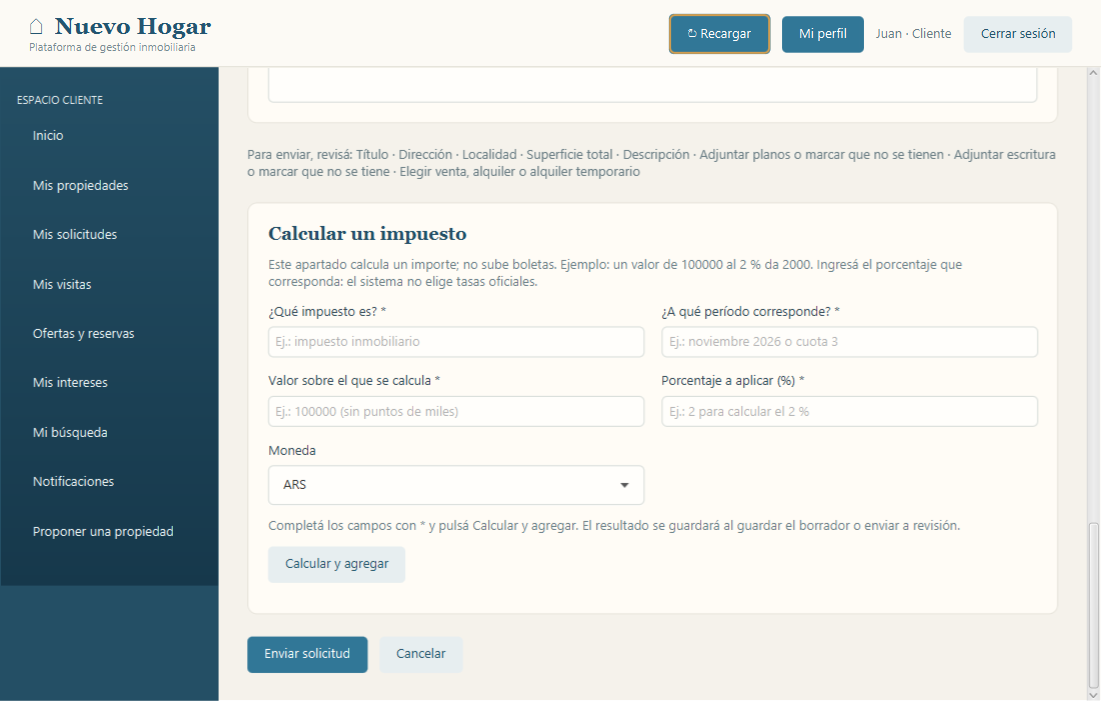 Nuevo Hogar
Plataforma de gestión inmobiliaria
Recargar
Mi perfil
Juan · Cliente
Cerrar sesión
ESPACIO CLIENTE
Inicio
Mis propiedades
Mis solicitudes
Mis visitas
Ofertas y reservas
Mis intereses
Mi búsqueda
Notificaciones
Proponer una propiedad
Para enviar, revisá: Título · Dirección · Localidad · Superficie total · Descripción · Adjuntar planos o marcar que no se tienen · Adjuntar escritura
o marcar que no se tiene · Elegir venta, alquiler o alquiler temporario
Calcular un impuesto
Este apartado calcula un importe; no sube boletas. Ejemplo: un valor de 100000 al 2 % da 2000. Ingresá el porcentaje que
corresponda: el sistema no elige tasas oficiales.
¿Qué impuesto es? *
¿A qué período corresponde? *
Ej.: impuesto inmobiliario
Ej.: noviembre 2026 o cuota 3
Valor sobre el que se calcula *
Porcentaje a aplicar (%) *
Ej.: 100000 (sin puntos de miles)
Ej.: 2 para calcular el 2 %
Moneda
ARS
Completá los campos con * y pulsá Calcular y agregar. El resultado se guardará al guardar el borrador o enviar a revisión.
Calcular y agregar
Enviar solicitud
Cancelar